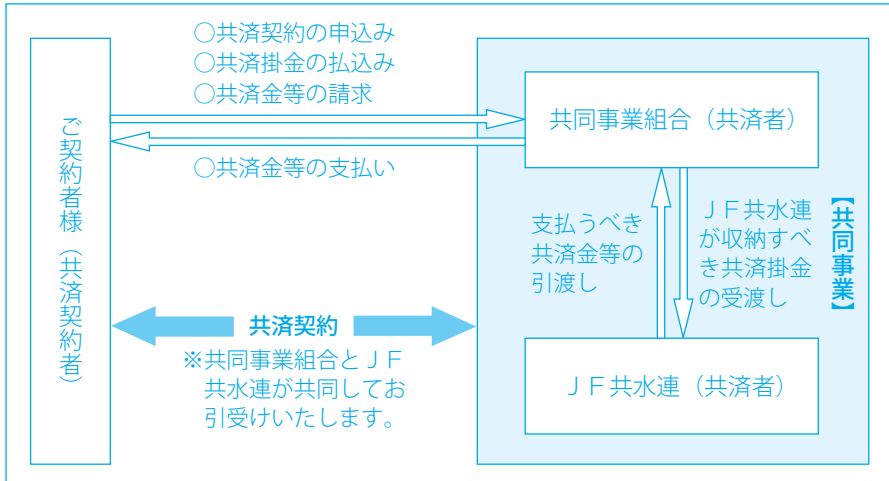 ○共済契約の申込み
○共済掛金の払込み
○共済金等の請求
○共済金等の支払い
ご契約者様（共済契約者）
共済契約
※共同事業組合とＪＦ
共水連が共同してお
引受けいたします。
共同事業組合（共済者）
支払うべき
共済金等の
引渡し
ＪＦ共水連
が収納すべ
き共済掛金
の受渡し
【共同事業】
ＪＦ共水連（共済者）